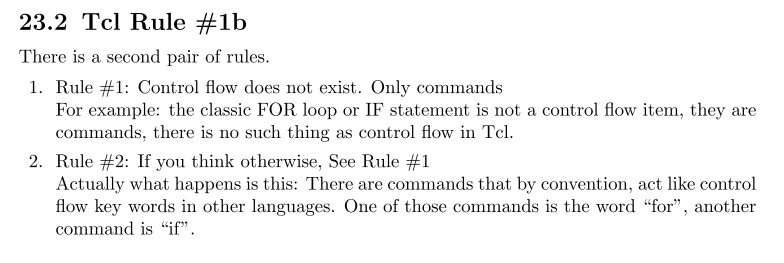 23.2 Tcl Rule #1b
There is a second pair of rules.
1. Rule #1: Control flow does not exist. Only commands
For example: the classic FOR loop or IF statement is not a control flow item, they are
commands, there is no such thing as control flow in Tcl.
2. Rule #2: If you think otherwise, See Rule #1
Actually what happens is this: There are commands that by convention, act like control
flow key words in other languages. One of those commands is the word “for”, another
command is “if”.